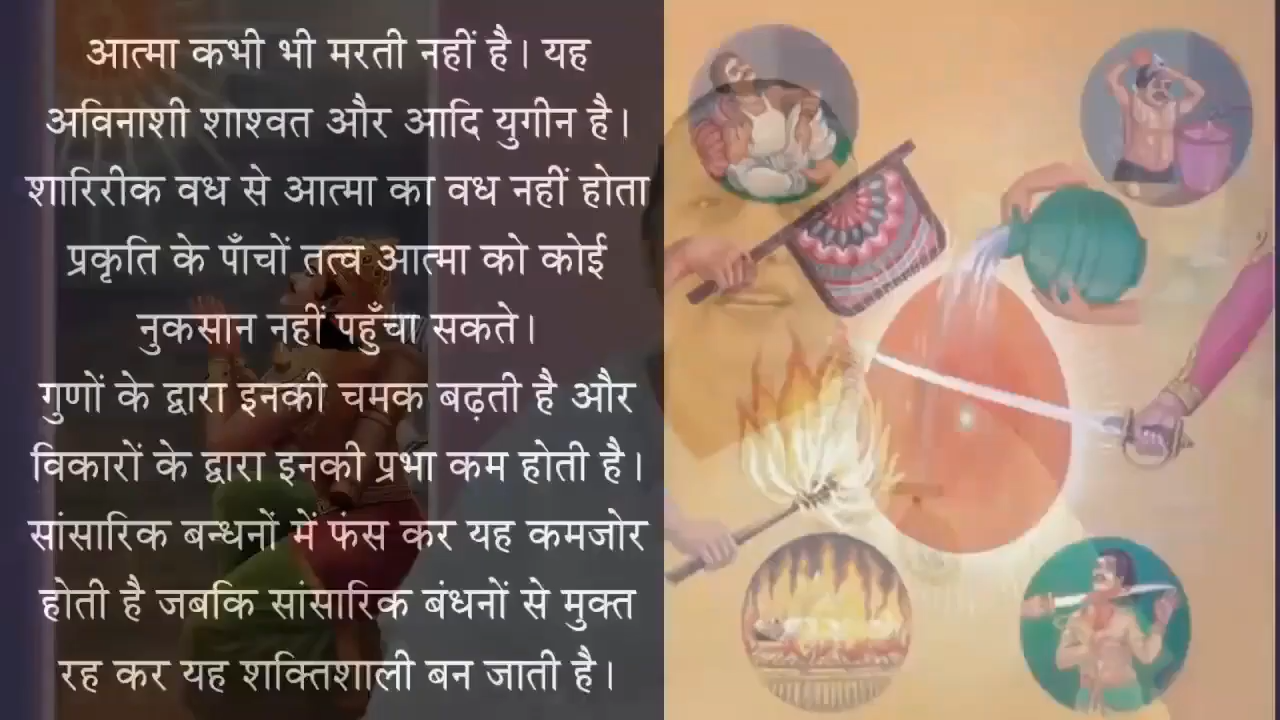 आत्मा कभी भी मरती नहीं है। यह
अविनाशी शाश्वत और आदि युगीन है।
शारिरीक वध से आत्मा का वध नहीं होता
प्रकृति के पाँचों तत्व आत्मा को कोई
नुकसान नहीं पहुँचा सकते।
गुणों के द्वारा इनकी चमक बढ़ती है और
विकारों के द्वारा इनकी प्रभा कम होती है।
सांसारिक बन्धनों में फंस कर यह कमजोर
होती है जबकि सांसारिक बंधनों से मुक्त
रह कर यह शक्तिशाली बन जाती है।